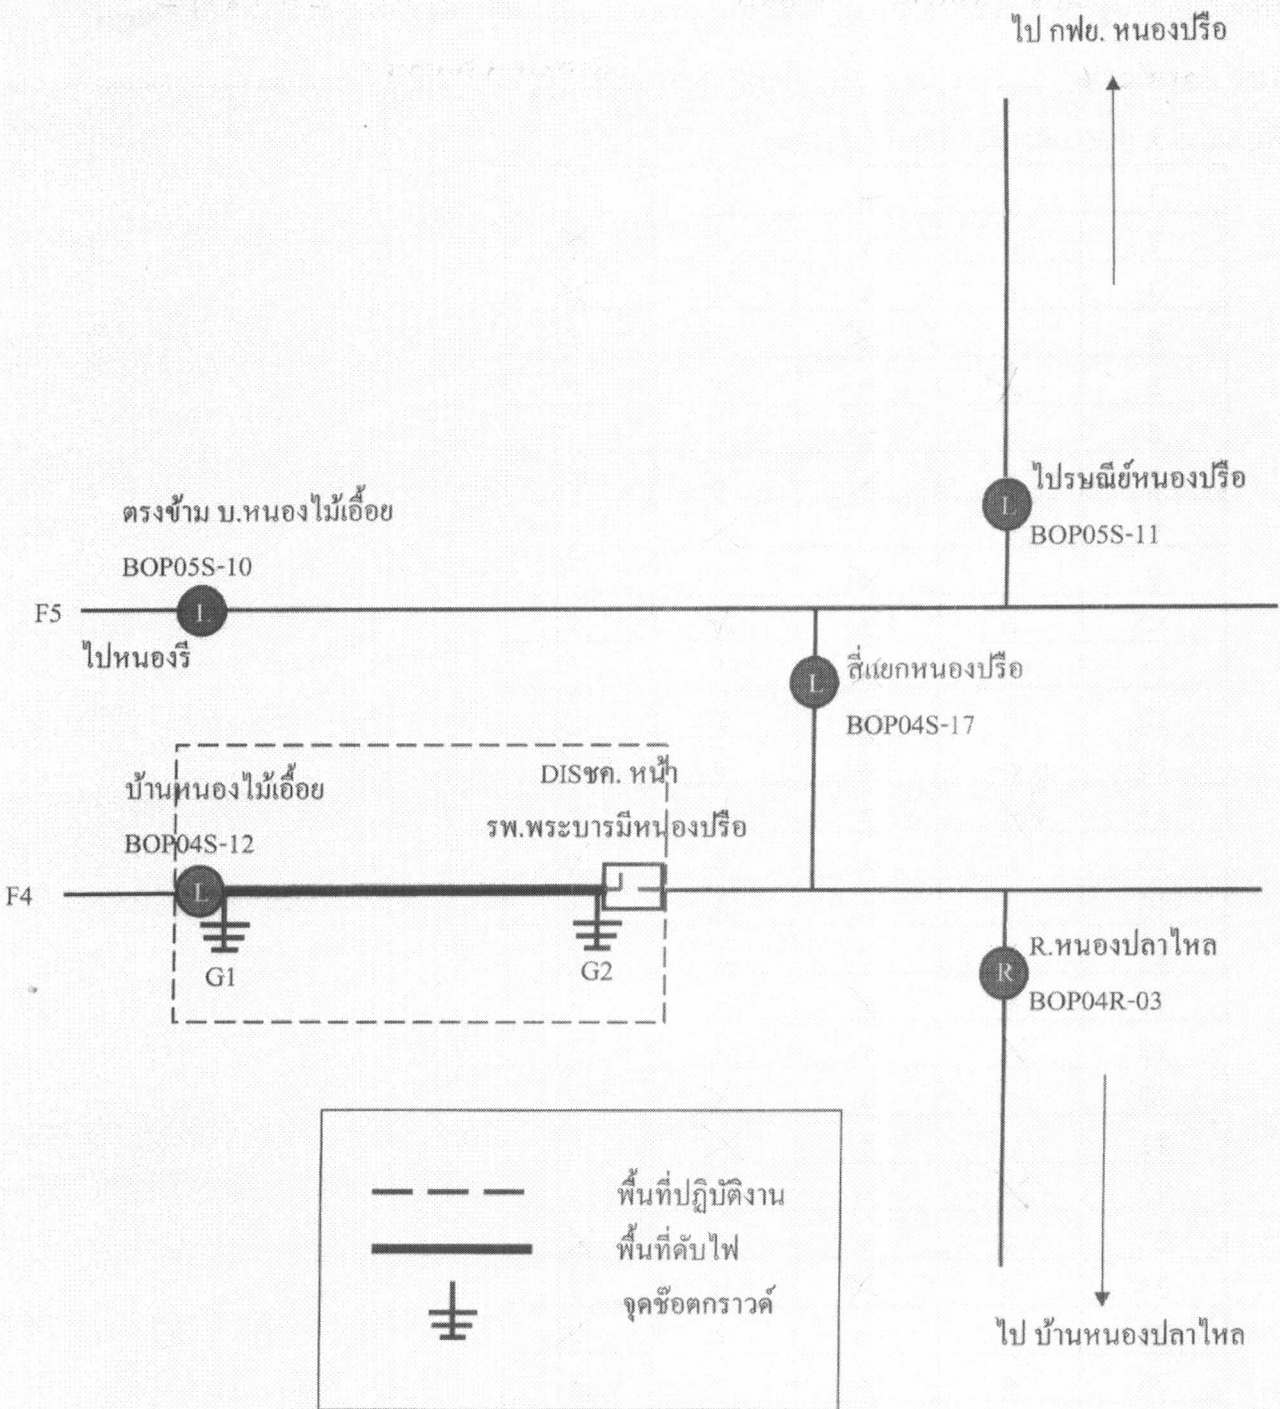 ไป กฟย. หนองปรือ
ไปรษณีย์หนองปรือ
L
BOP05S-11
ตรงข้าม บ.หนองไม้เอื้อย
BOP05S-10
F5
L
ไปหนองรี
สี่แยกหนองปรือ
L
BOP04S-17
บ้านหนองไม้เอื้อย
BOP04S-12
DISชค. หน้า
รพ.พระบารมีหนองปรือ
F4
L
G1
G2
R.หนองปลาไหล
R
BOP04R-03
พื้นที่ปฏิบัติงาน
พื้นที่ดับไฟ
จุดช๊อตกราวด์
ไป บ้านหนองปลาไหล